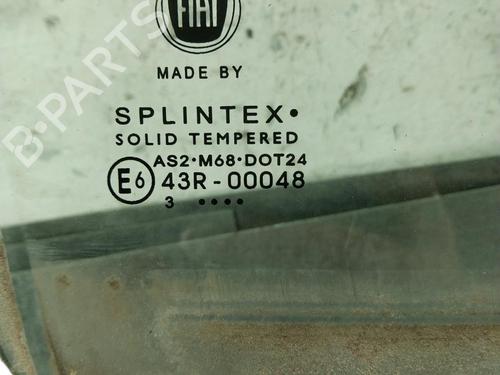 FIAT
MADE BY
SPLINTEX•
SOLID TEMPERED
AS2•M68•DOT24
E6 43R-00048
3 ••••
B-PARTS